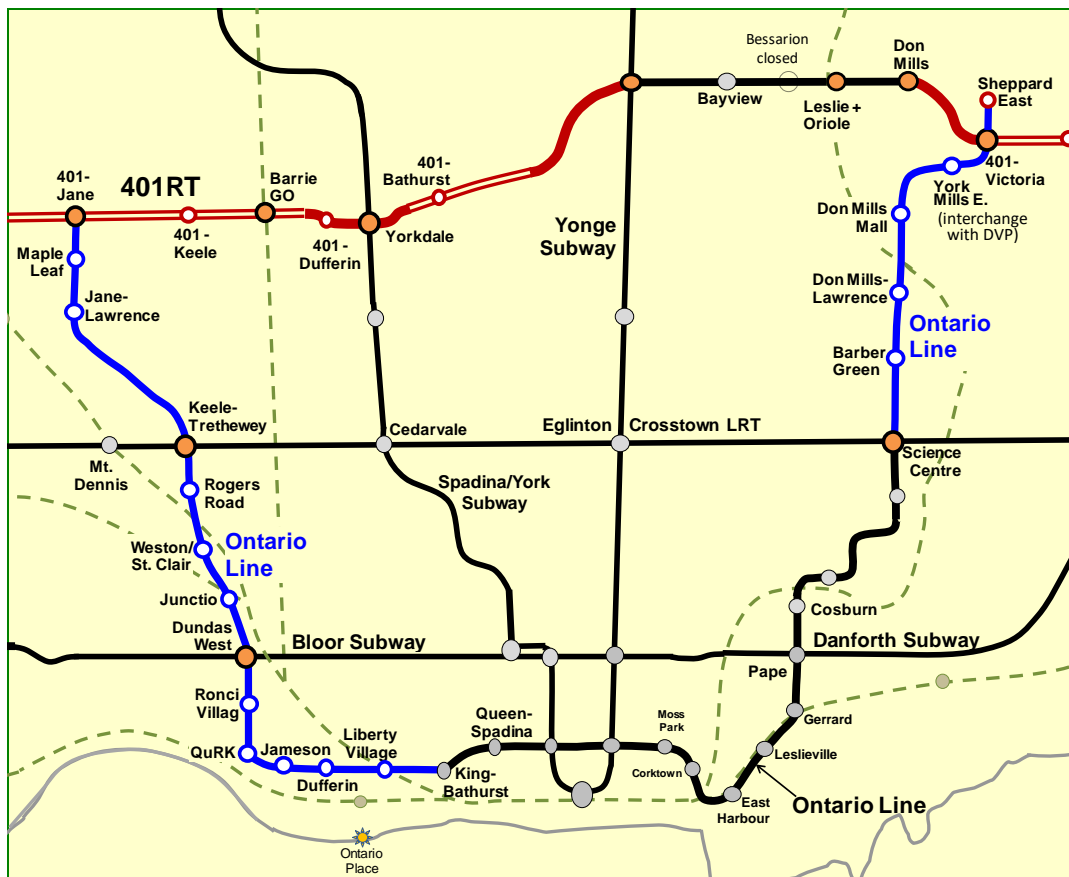 Bessarion
closed
Don
Mills
Sheppard
East
Bayview
Leslie +
Oriole
401-
Jane
401RT
Barrie
GO
401-
Bathurst
401-
Victoria
York
Mills E.
(interchange
with DVP)
401 -
Keele
401 -
Dufferin
Yorkdale
Yonge
Subway
Don Mills
Mall
Maple
Leaf
Jane-
Lawrence
Don Mills-
Lawrence
Ontario
Line
Barber
Green
Keele-
Trethewey
Cedarvale
Eglinton
Crosstown LRT
Mt.
Dennis
Science
Centre
Rogers
Road
Spadina/York
Subway
Weston/
St. Clair
Ontario
Line
Junctio
Cosburn
Dundas
West
Bloor Subway
Danforth Subway
Pape
Ronci
Villag
Queen-
Spadina
Moss
Park
Gerrard
QuRK
Jameson
Liberty
Village
Leslieville
Dufferin
King-
Bathurst
Corktown
East
Harbour
Ontario Line
Ontario
Place